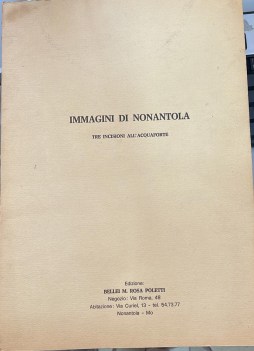 IMMAGINI DI NONANTOLA
TRE INCISIONI ALL'ACQUAFORTE
Edizione:
BELLEI M. ROSA POLETTI
Negozio: Via Roma, 48
Abitazione: Via Curiel, 13 - tel. 54.73.77
Nonantola - Mo